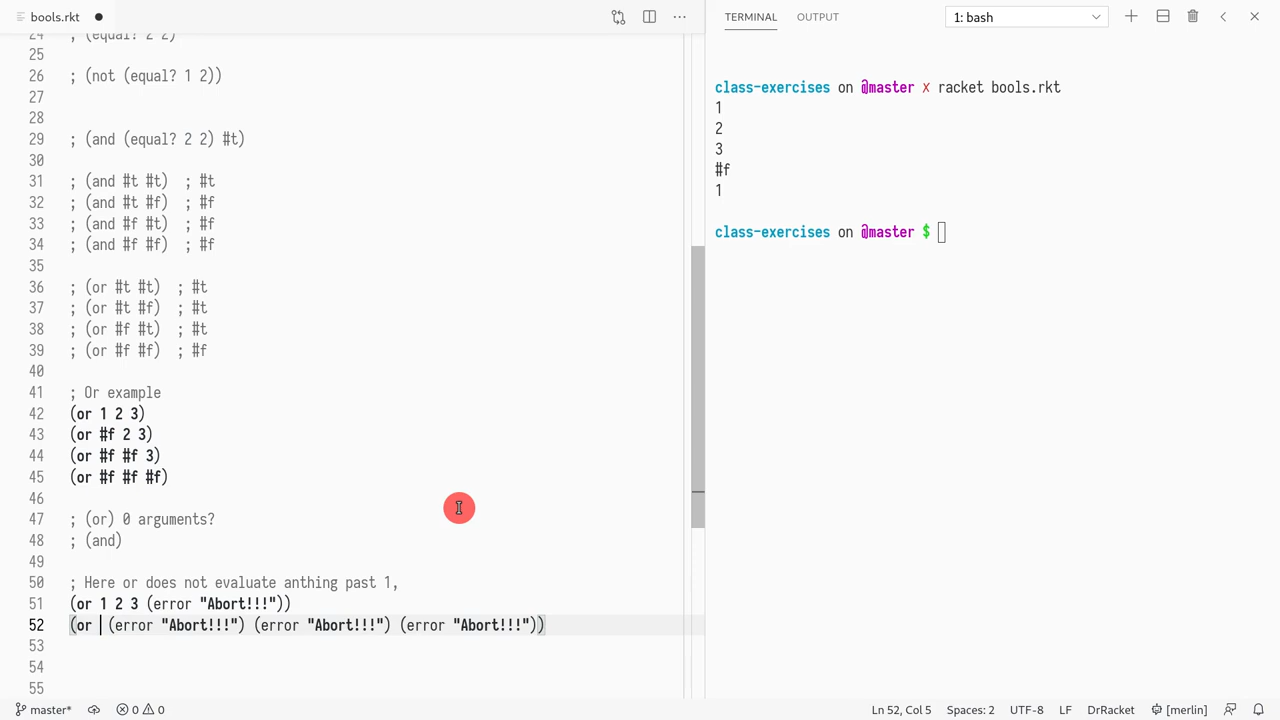 bools.rkt
24 ; (equal? 2 2)
25
26 ; (not (equal? 1 2))
27
28
29 ; (and (equal? 2 2) #t)
30
31 ; (and #t #t)  ; #t
32 ; (and #t #f)  ; #f
33 ; (and #f #t)  ; #f
34 ; (and #f #f)  ; #f
35
36 ; (or #t #t)  ; #t
37 ; (or #t #f)  ; #t
38 ; (or #f #t)  ; #t
39 ; (or #f #f)  ; #f
40
41 ; Or example
42 (or 1 2 3)
43 (or #f 2 3)
44 (or #f #f 3)
45 (or #f #f #f)
46
47 ; (or) 0 arguments?
48 ; (and)
49
50 ; Here or does not evaluate anthing past 1,
51 (or 1 2 3 (error "Abort!!!"))
52 (or  (error "Abort!!!") (error "Abort!!!") (error "Abort!!!"))
53
54
55
TERMINAL OUTPUT 1: bash
class-exercises on @master x racket bools.rkt
1
2
3
#f
1
class-exercises on @master $
master* 0 0 Ln 52, Col 5 Spaces: 2 UTF-8 LF DrRacket [merlin]